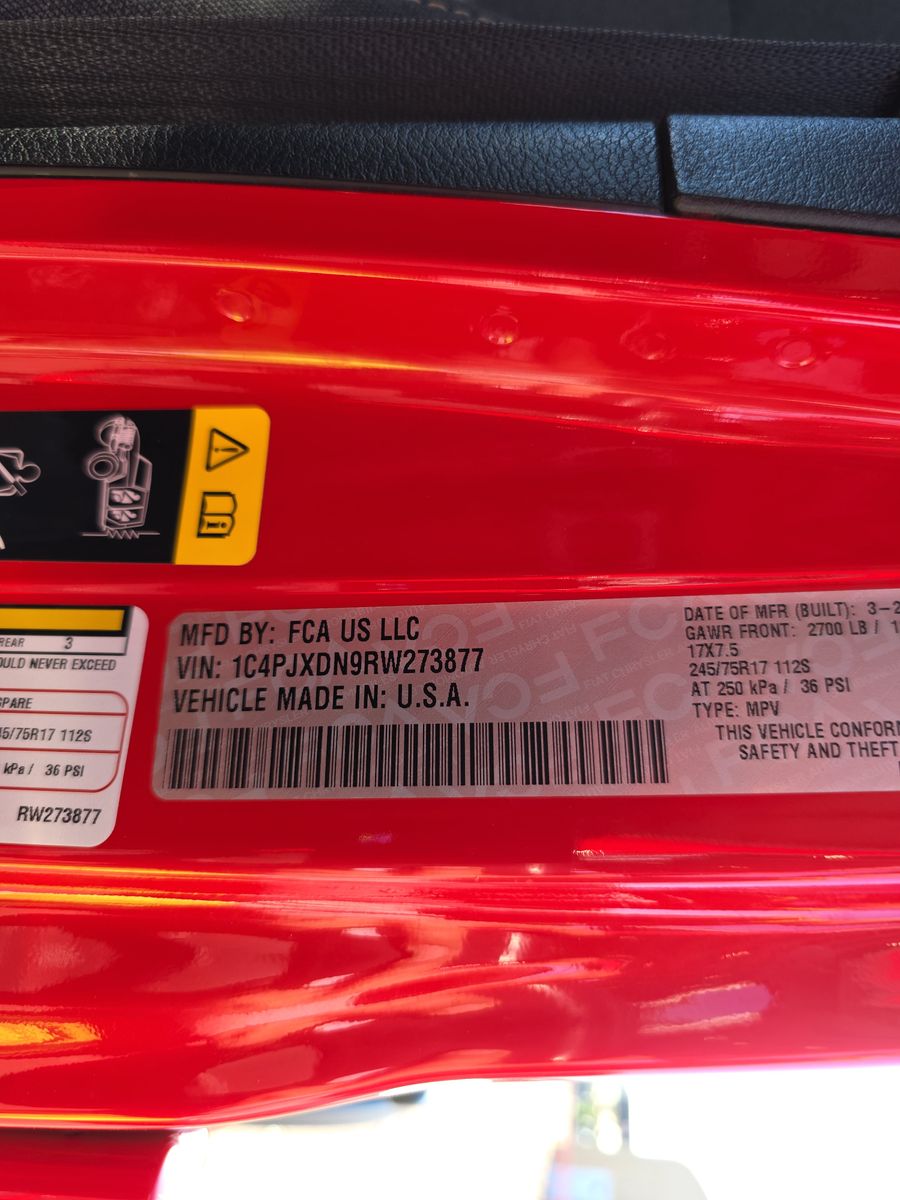 REAR 3
OULD NEVER EXCEED
SPARE
45/75R17 112S
kPa / 36 PSI
RW273877
MFD BY: FCA US LLC
VIN: 1C4PJXDN9RW273877
VEHICLE MADE IN: U.S.A.
DATE OF MFR (BUILT): 3-2
GAWR FRONT: 2700 LB / 1
17X7.5
245/75R17 112S
AT 250 kPa / 36 PSI
TYPE: MPV
THIS VEHICLE CONFOR
SAFETY AND THEFT